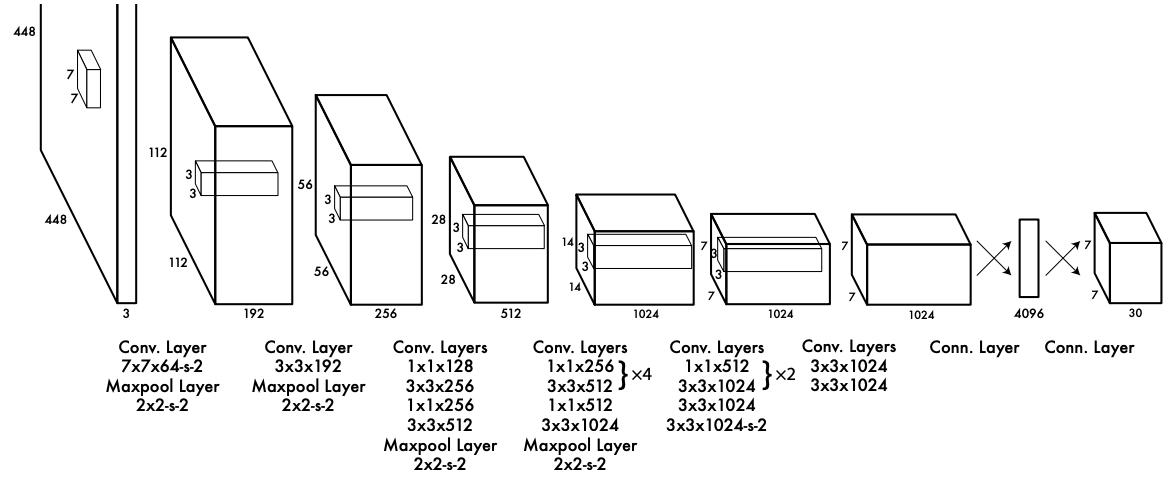 448
7
7
448
3
112
3
3
112
192
56
3
3
56
256
28
3
3
28
512
14
3
3
14
1024
7
3
3
7
1024
7
7
1024
4096
7
7
30
Conv. Layer
7x7x64-s-2
Maxpool Layer
2x2-s-2
Conv. Layer
3x3x192
Maxpool Layer
2x2-s-2
Conv. Layers
1x1x128
3x3x256
1x1x256
3x3x512
Maxpool Layer
2x2-s-2
Conv. Layers
1x1x256
3x3x512
}×4
1x1x512
3x3x1024
Maxpool Layer
2x2-s-2
Conv. Layers
1x1x512
3x3x1024
}×2
3x3x1024
3x3x1024-s-2
Conv. Layers
3x3x1024
3x3x1024
Conn. Layer
Conn. Layer